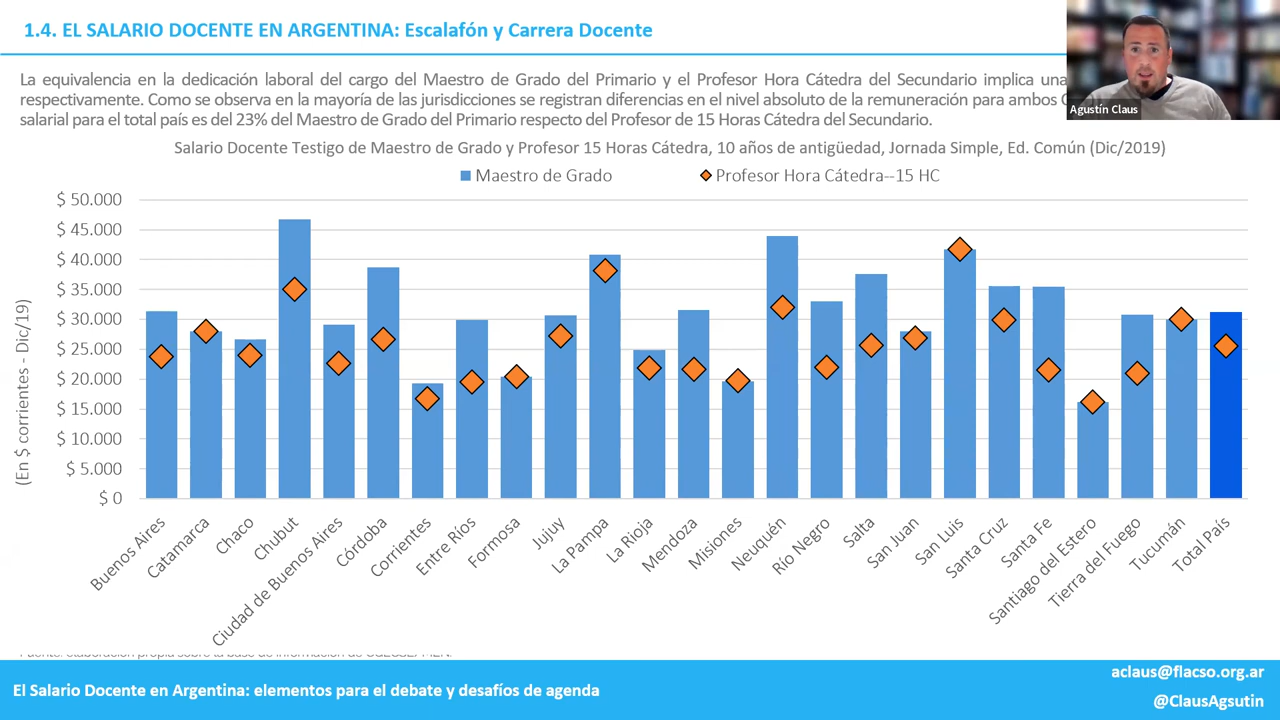 1.4. EL SALARIO DOCENTE EN ARGENTINA: Escalafón y Carrera Docente
La equivalencia en la dedicación laboral del cargo del Maestro de Grado del Primario y el Profesor Hora Cátedra del Secundario implica una
respectivamente. Como se observa en la mayoría de las jurisdicciones se registran diferencias en el nivel absoluto de la remuneración para ambos
salarial para el total país es del 23% del Maestro de Grado del Primario respecto del Profesor de 15 Horas Cátedra del Secundario.
Agustín Claus
Salario Docente Testigo de Maestro de Grado y Profesor 15 Horas Cátedra, 10 años de antigüedad, Jornada Simple, Ed. Común (Dic/2019)
Maestro de Grado
Profesor Hora Cátedra--15 HC
(En $ corrientes - Dic/19)
$ 50.000
$ 45.000
$ 40.000
$ 35.000
$ 30.000
$ 25.000
$ 20.000
$ 15.000
$ 10.000
$ 5.000
$ 0
Buenos Aires
Catamarca
Chaco
Chubut
Ciudad de Buenos Aires
Córdoba
Corrientes
Entre Ríos
Formosa
Jujuy
La Pampa
La Rioja
Mendoza
Misiones
Neuquén
Río Negro
Salta
San Juan
San Luis
Santa Cruz
Santa Fe
Santiago del Estero
Tierra del Fuego
Tucumán
Total País
El Salario Docente en Argentina: elementos para el debate y desafíos de agenda
aclaus@flacso.org.ar
@ClausAgsutin